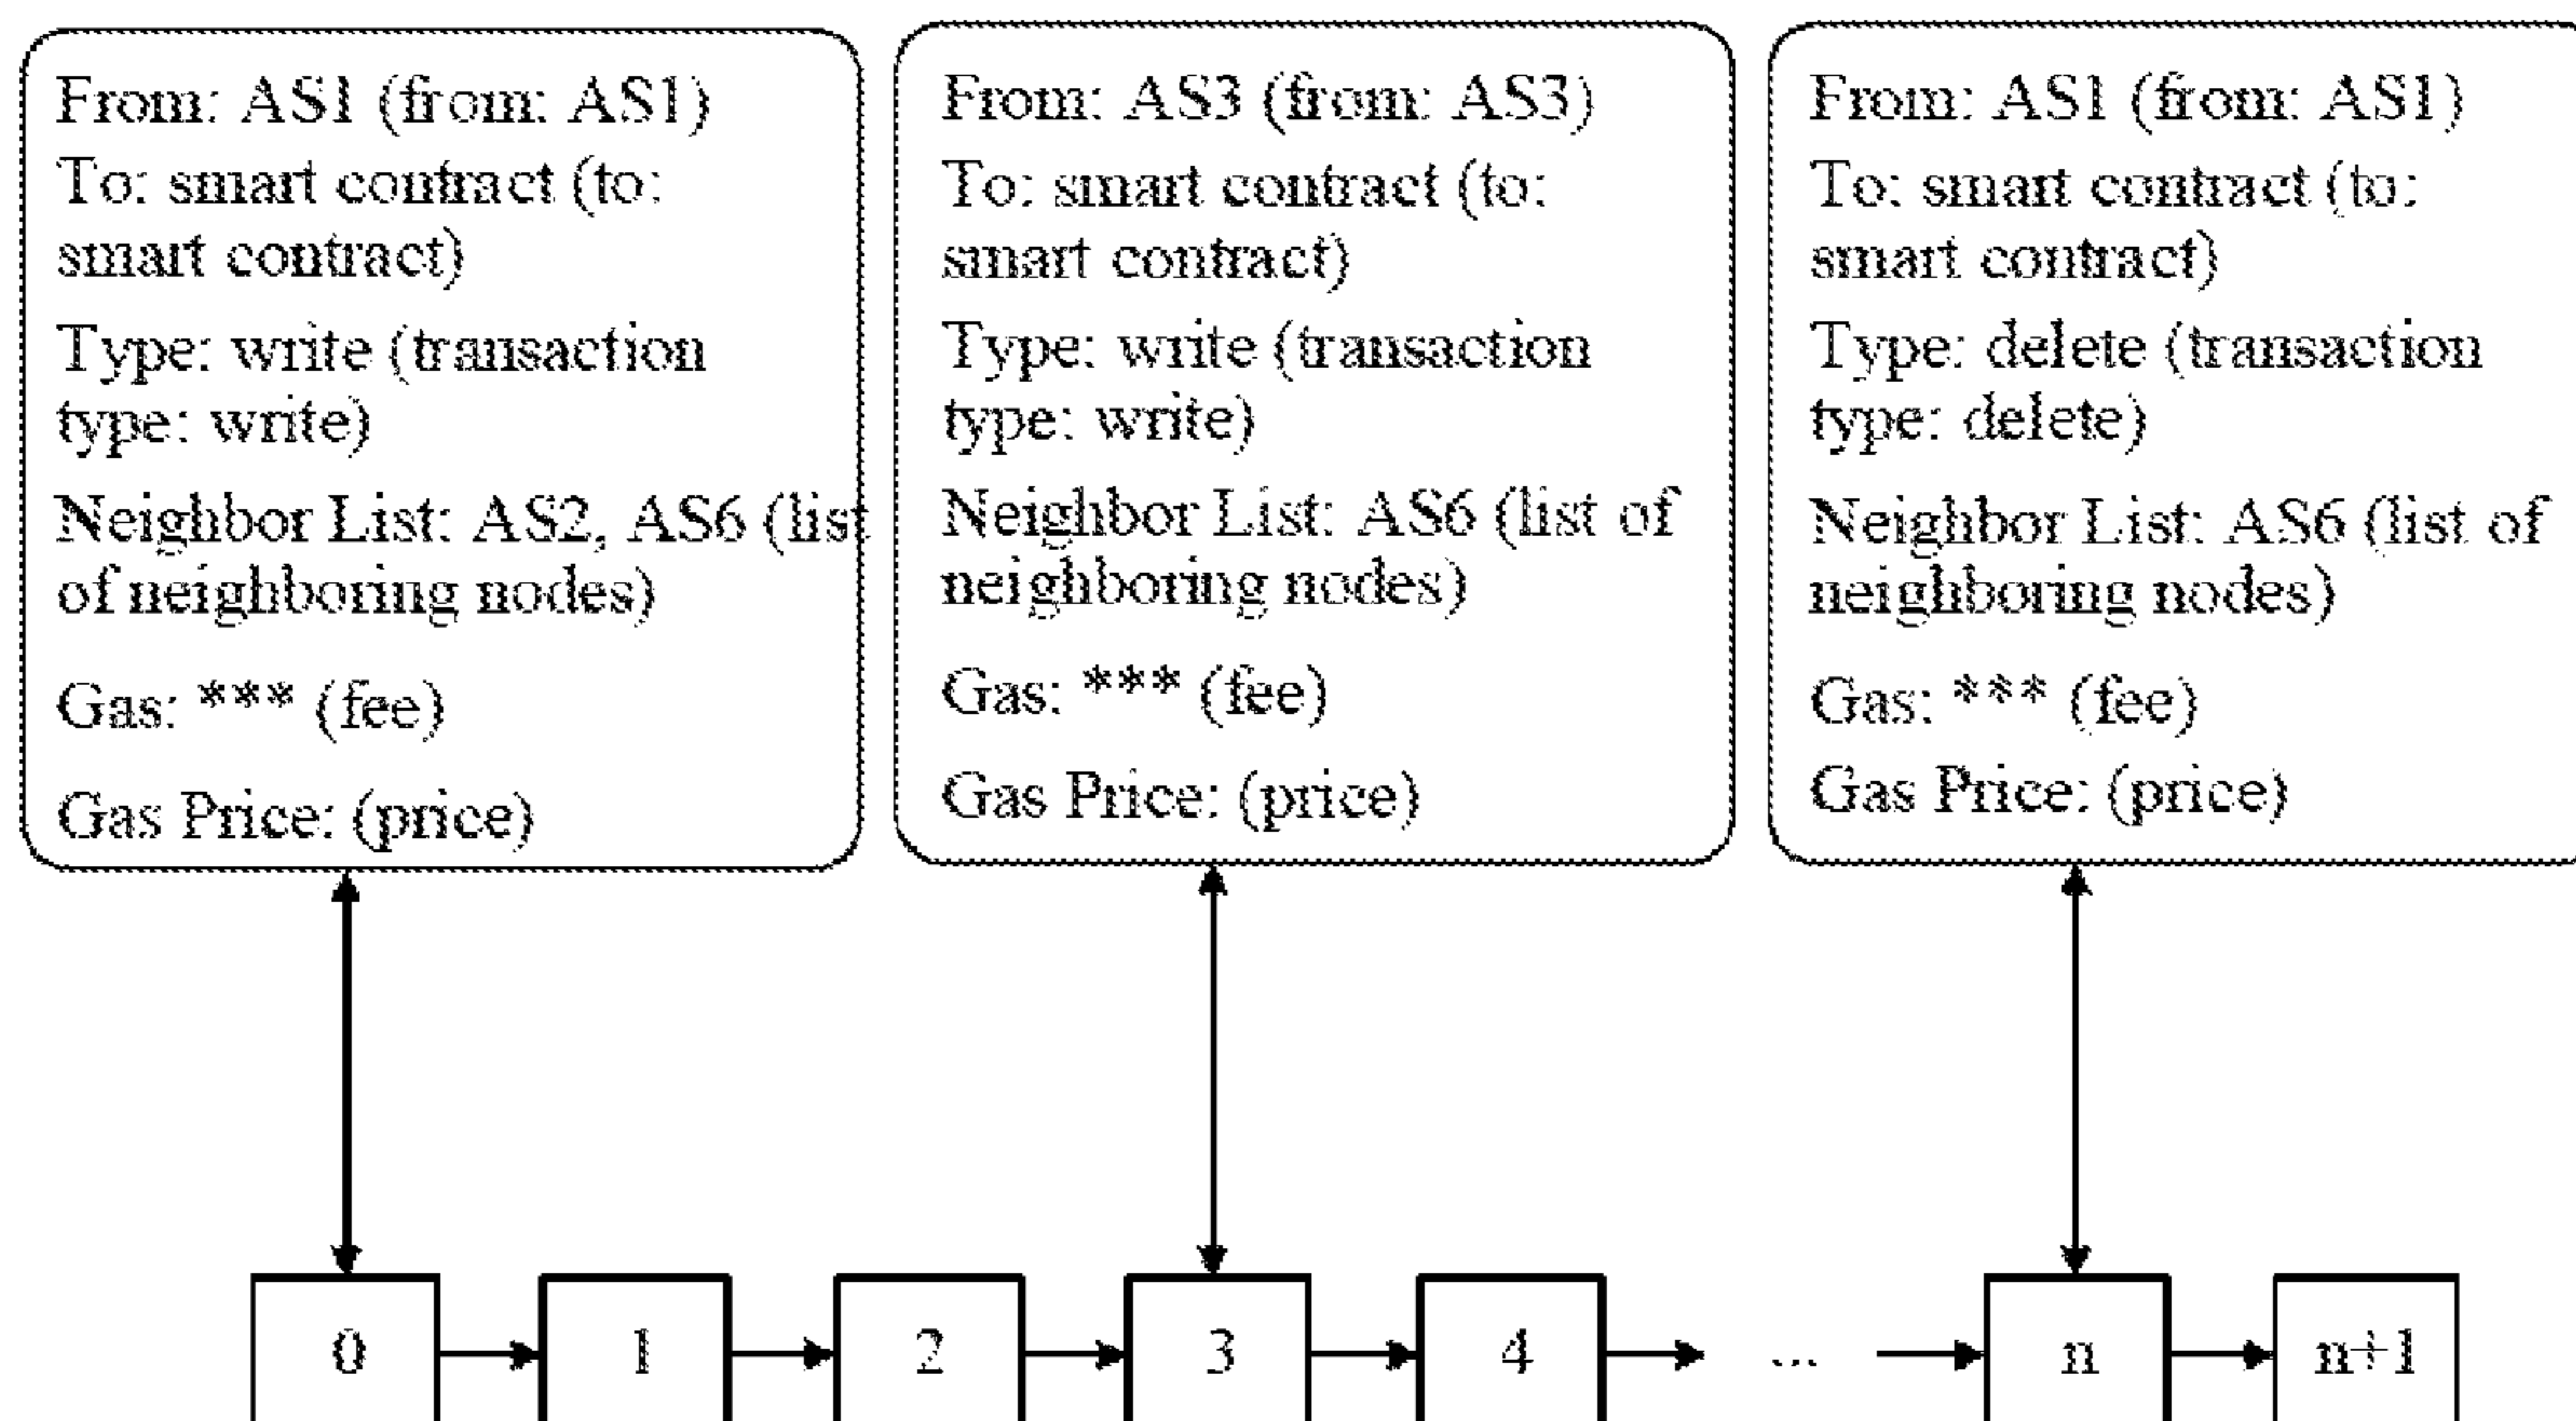 From: AS1 (from: AS1)
To: smart contract (to:
smart contract)
Type: write (transaction
type: write)
Neighbor List: AS2, AS6 (list
of neighboring nodes)
Gas: *** (fee)
Gas Price: (price)
From: AS3 (from: AS3)
To: smart contract (to:
smart contract)
Type: write (transaction
type: write)
Neighbor List: AS6 (list of
neighboring nodes)
Gas: *** (fee)
Gas Price: (price)
From: AS1 (from: AS1)
To: smart contract (to:
smart contract)
Type: delete (transaction
type: delete)
Neighbor List: AS6 (list of
neighboring nodes)
Gas: *** (fee)
Gas Price: (price)
0 1 2 3 4 ... n n+1